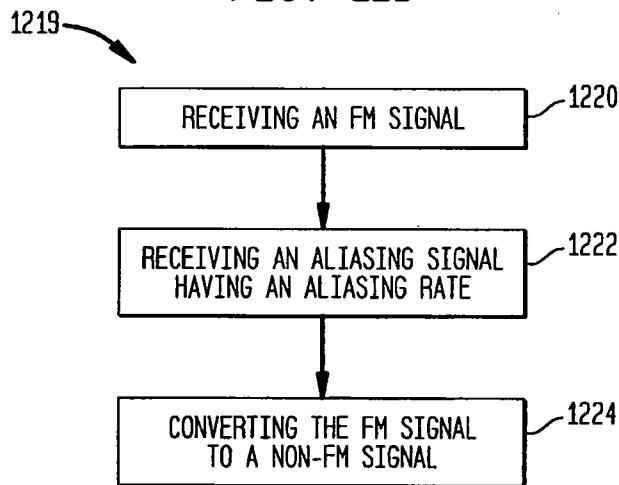 1219
RECEIVING AN FM SIGNAL
1220
RECEIVING AN ALIASING SIGNAL
HAVING AN ALIASING RATE
1222
CONVERTING THE FM SIGNAL
TO A NON-FM SIGNAL
1224